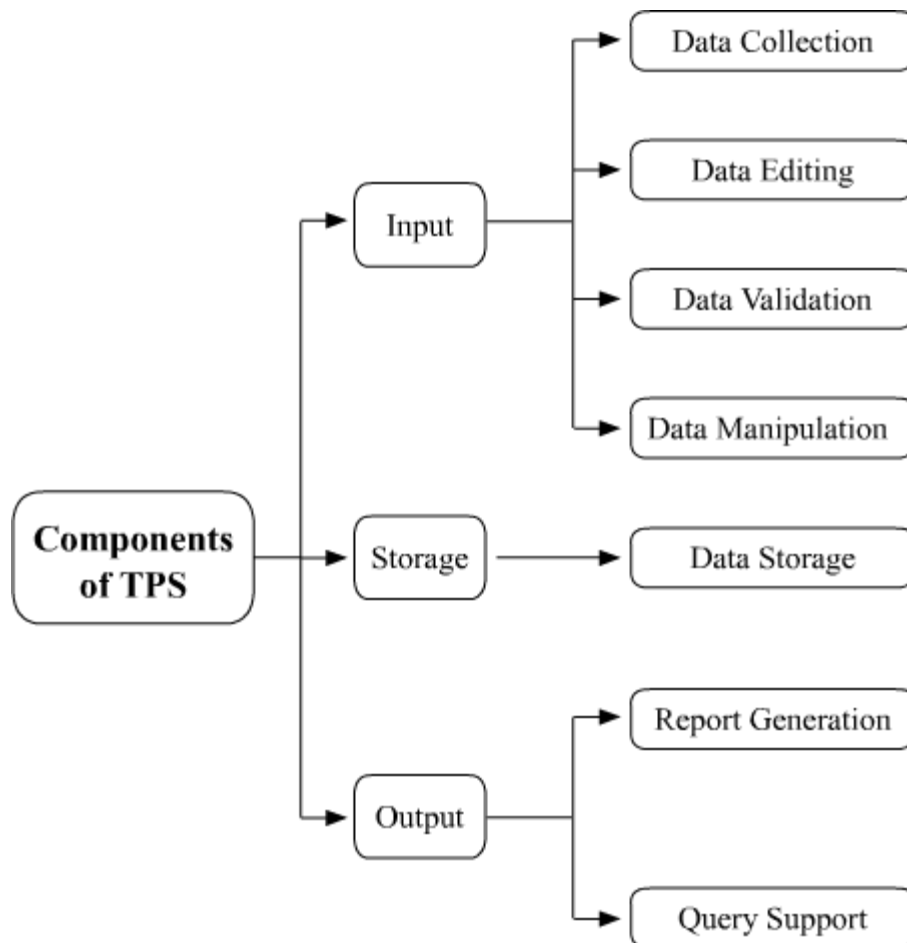 Data Collection
Data Editing
Input
Data Validation
Data Manipulation
Components
of TPS
Storage
Data Storage
Report Generation
Output
Query Support